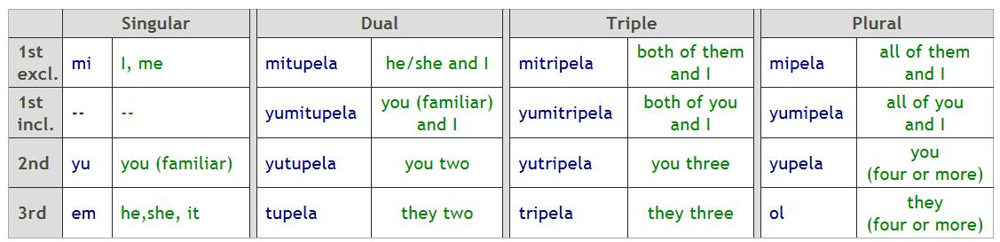 Singular Dual Triple Plural
1st excl. mi I, me mitupela he/she and I mitripela both of them and I mipela all of them and I
1st incl. -- -- yumitupela you (familiar) and I yumitripela both of you and I yumipela all of you and I
2nd yu you (familiar) yutupela you two yutripela you three yupela you (four or more)
3rd em he,she, it tupela they two tripela they three ol they (four or more)